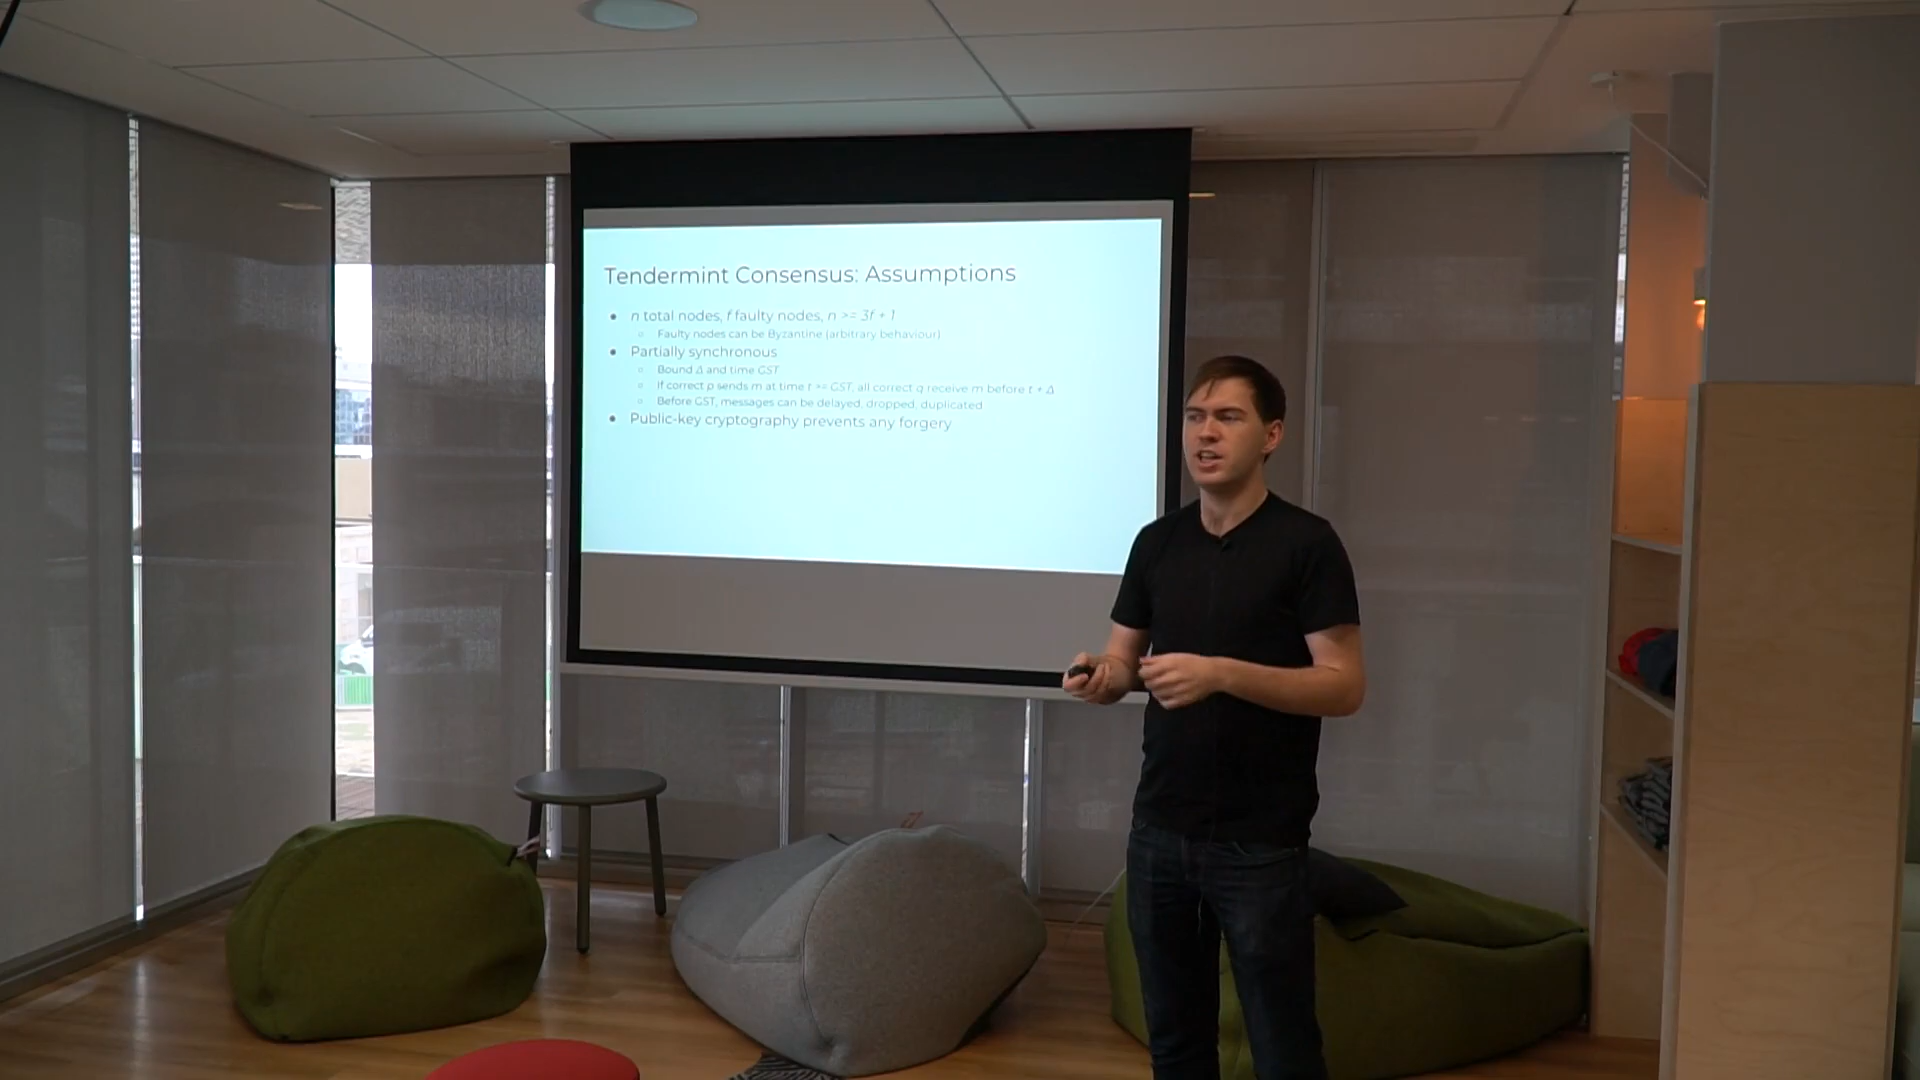 Tendermint Consensus: Assumptions
● n total nodes, f faulty nodes, n >= 3f + 1
○ Faulty nodes can be Byzantine (arbitrary behaviour)
● Partially synchronous
○ Bound Δ and time GST
○ If correct p sends m at time t >= GST, all correct q receive m before t + Δ
○ Before GST, messages can be delayed, dropped, duplicated
● Public-key cryptography prevents any forgery